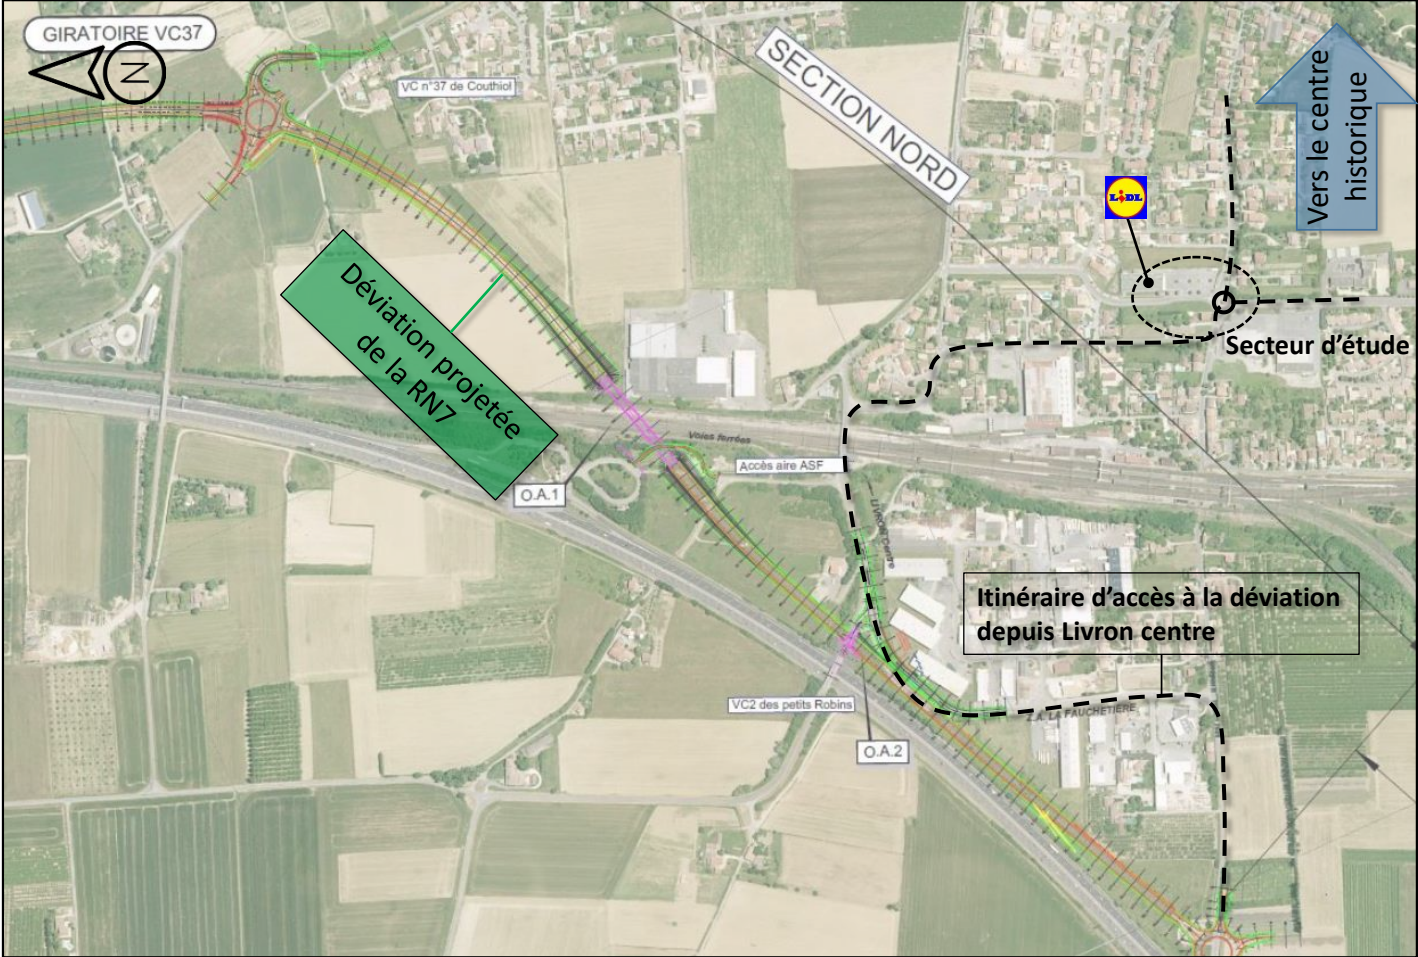 GIRATOIRE VC37
N
VC n°37 de Couthiol
SECTION NORD
Vers le centre
historique
LiDL
Déviation projetée
de la RN7
Secteur d'étude
Voies ferrées
Accès aire ASF
O.A.1
LIVRON Centre
Itinéraire d'accès à la déviation
depuis Livron centre
VC2 des petits Robins
Z.A. LA FAUCHETIERE
O.A.2